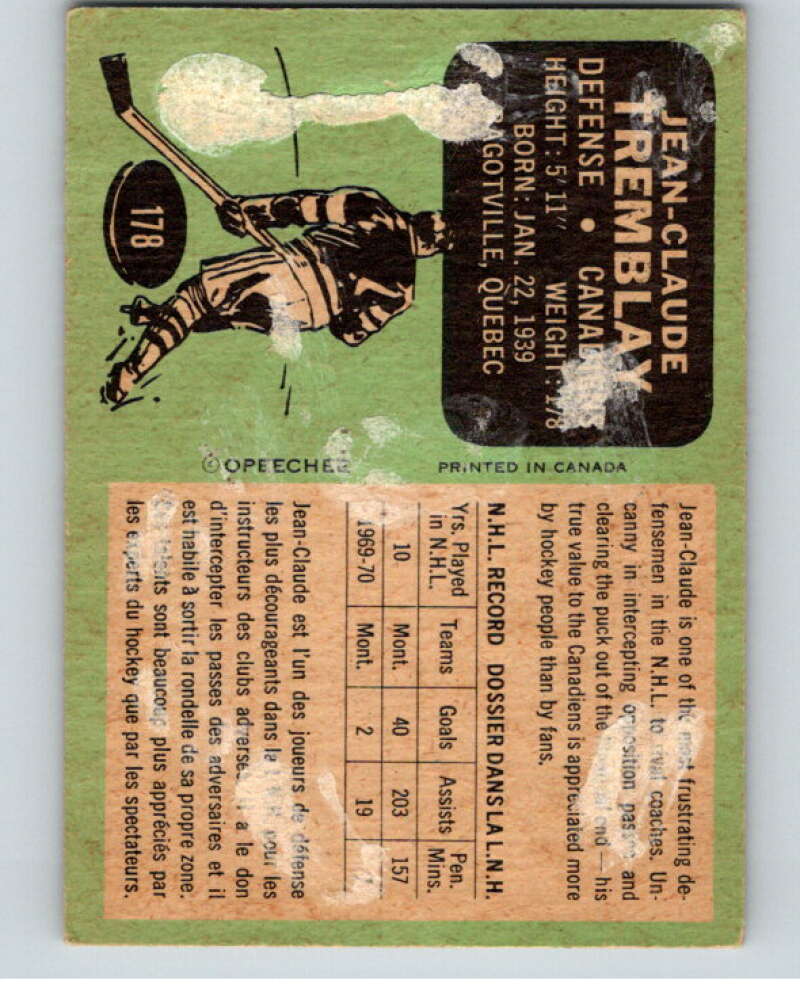 JEAN-CLAUDE
TREMBLAY
DEFENSE • CANADIENS
HEIGHT: 5' 11" WEIGHT: 178
BORN: JAN. 22, 1939
BAGOTVILLE, QUEBEC
178
© OPEECHEE
PRINTED IN CANADA
Jean-Claude is one of the most frustrating de-
fensemen in the N.H.L. to rival coaches. Un-
canny in intercepting opposition passes and
clearing the puck out of the end — his
true value to the Canadiens is appreciated more
by hockey people than by fans.
N.H.L. RECORD DOSSIER DANS LA L.N.H.
Yrs. Played in N.H.L. Teams Goals Assists Pen. Mins.
10 Mont. 40 203 157
1969-70 Mont. 2 19
Jean-Claude est l'un des joueurs de défense
les plus décourageants dans la pour les
instructeurs des clubs adverses. Il a le don
d'intercepter les passes des adversaires et il
est habile à sortir la rondelle de sa propre zone.
talents sont beaucoup plus appréciés par
les experts du hockey que par les spectateurs.